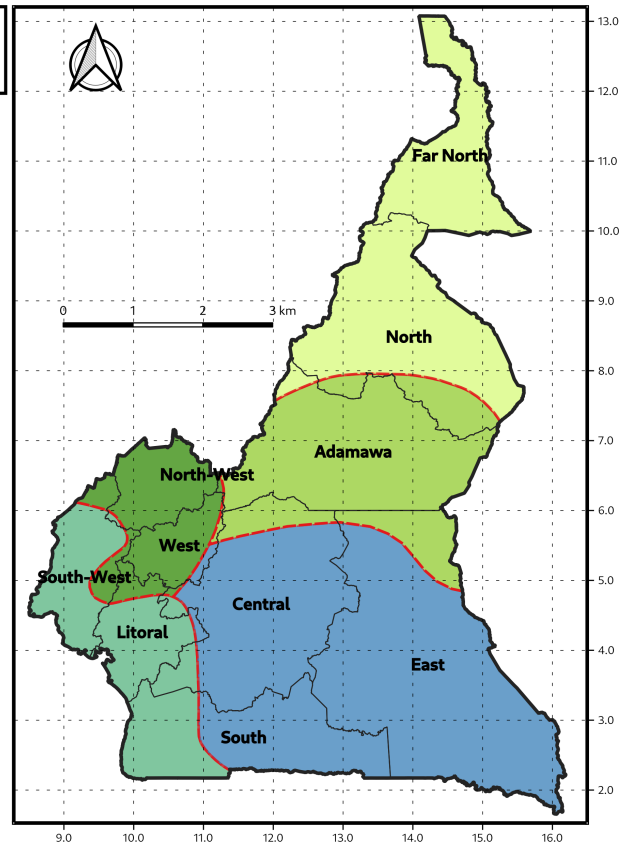 13.0
12.0
Far North
11.0
10.0
9.0
0 1 2 3 km
North
8.0
7.0
Adamawa
North-West
6.0
West
South-West
5.0
Central
Litoral
4.0
East
3.0
South
2.0
9.0 10.0 11.0 12.0 13.0 14.0 15.0 16.0